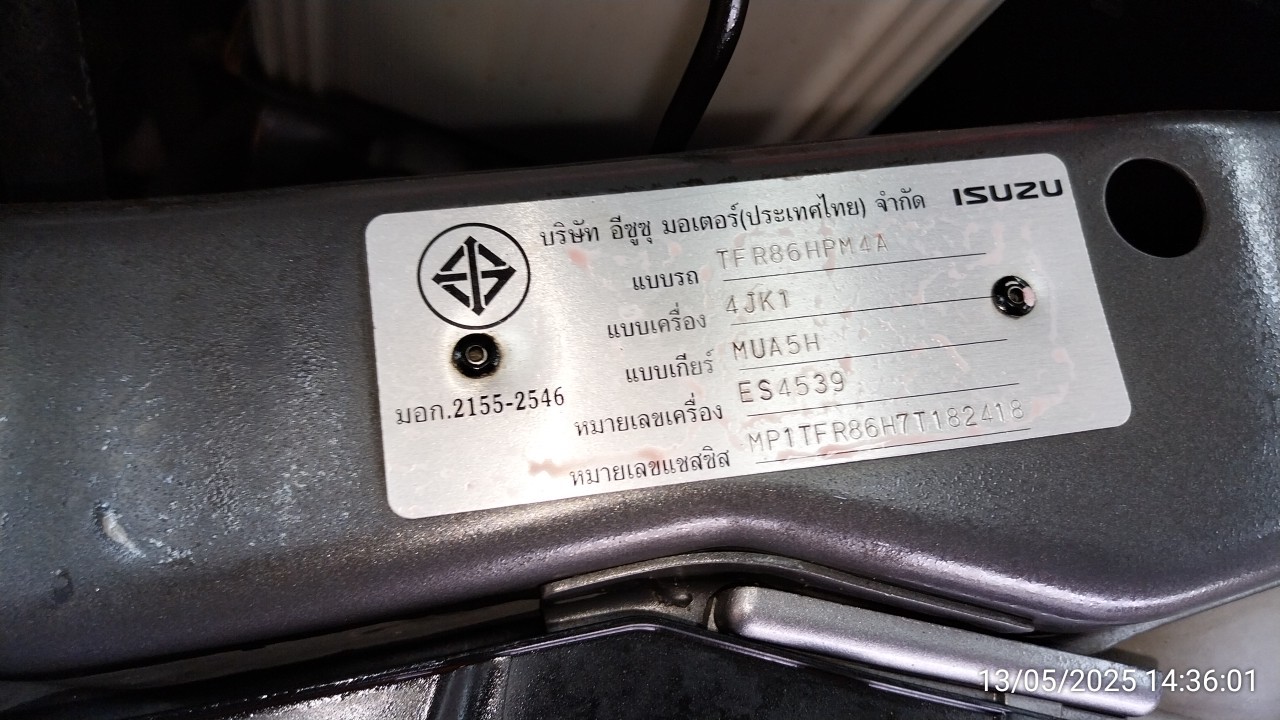 บริษัท อีซูซุ มอเตอร์(ประเทศไทย) จำกัด ISUZU
แบบรถ TFR86HPM4A
แบบเครื่อง 4JK1
แบบเกียร์ MUA5H
หมายเลขเครื่อง ES4539
หมายเลขแชสซิส MP1TFR86H7T182418
มอก.2155-2546
13/05/2025 14:36:01